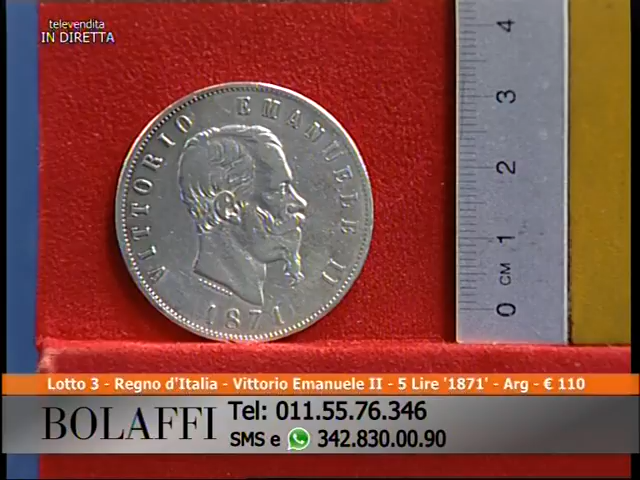 televendita
IN DIRETTA
VITTORIO EMANUELE II
1871
4
3
2
1
CM
0
Lotto 3 - Regno d'Italia - Vittorio Emanuele II - 5 Lire '1871' - Arg - € 110
BOLAFFI
Tel: 011.55.76.346
SMS e 342.830.00.90